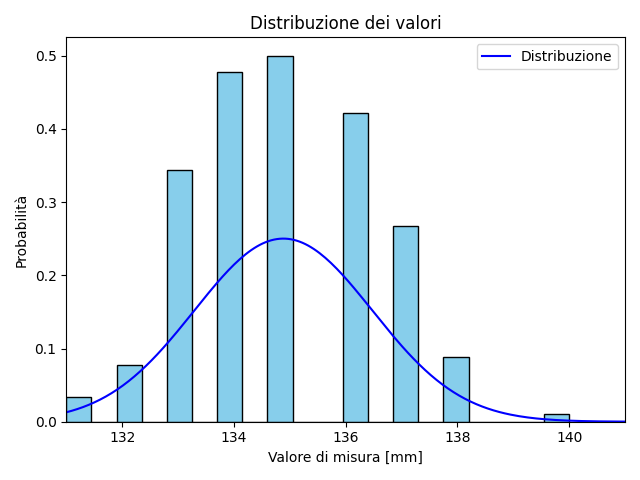 Distribuzione dei valori
Distribuzione
Probabilità
0.5
0.4
0.3
0.2
0.1
0.0
132
134
136
138
140
Valore di misura [mm]